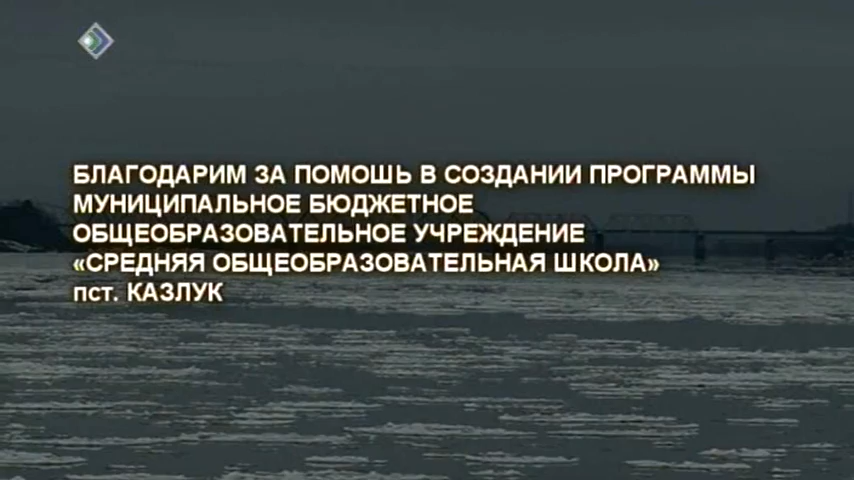 БЛАГОДАРИМ ЗА ПОМОШЬ В СОЗДАНИИ ПРОГРАММЫ
МУНИЦИПАЛЬНОЕ БЮДЖЕТНОЕ
ОБЩЕОБРАЗОВАТЕЛЬНОЕ УЧРЕЖДЕНИЕ
«СРЕДНЯЯ ОБЩЕОБРАЗОВАТЕЛЬНАЯ ШКОЛА»
пст. КАЗЛУК